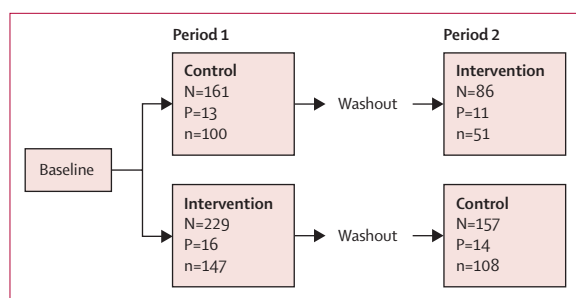 Period 1
Period 2
Baseline
Control
N=161
P=13
n=100
Washout
Intervention
N=86
P=11
n=51
Intervention
N=229
P=16
n=147
Washout
Control
N=157
P=14
n=108